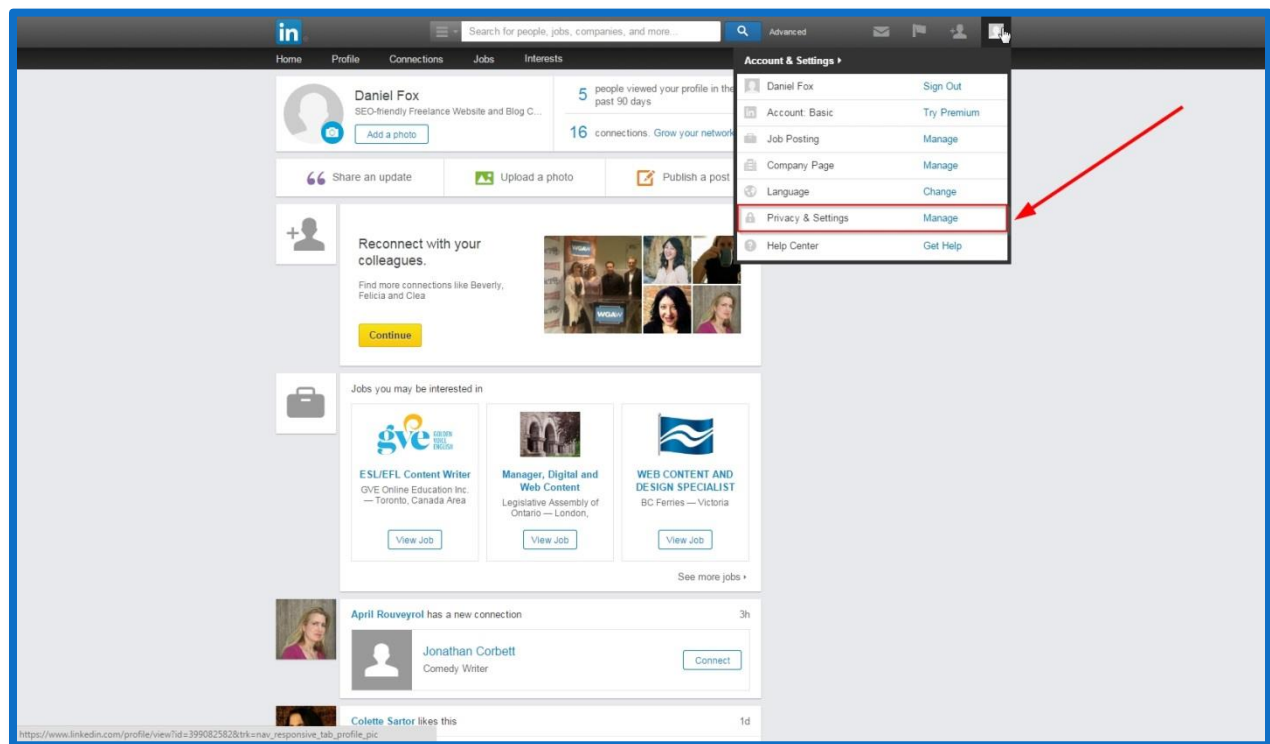 in
Search for people, jobs, companies, and more...
Advanced
Home Profile Connections Jobs Interests
Account & Settings
Daniel Fox Sign Out
Account: Basic Try Premium
Job Posting Manage
Company Page Manage
Language Change
Privacy & Settings Manage
Help Center Get Help
Daniel Fox
SEO-friendly Freelance Website and Blog C...
Add a photo
5 people viewed your profile in the
past 90 days
16 connections. Grow your network
Share an update
Upload a photo
Publish a post
Reconnect with your
colleagues.
Find more connections like Beverly,
Felicia and Clea
Continue
WGAW
Jobs you may be interested in
gve
ESL/EFL Content Writer
GVE Online Education Inc.
— Toronto, Canada Area
View Job
Manager, Digital and
Web Content
Legislative Assembly of
Ontario — London,
View Job
WEB CONTENT AND
DESIGN SPECIALIST
BC Ferries — Victoria
View Job
See more jobs
April Rouveyrol has a new connection 3h
Jonathan Corbett
Comedy Writer
Connect
Colette Sartor likes this 1d
https://www.linkedin.com/profile/view?id=399082582&trk=nav_responsive_tab_profile_pic